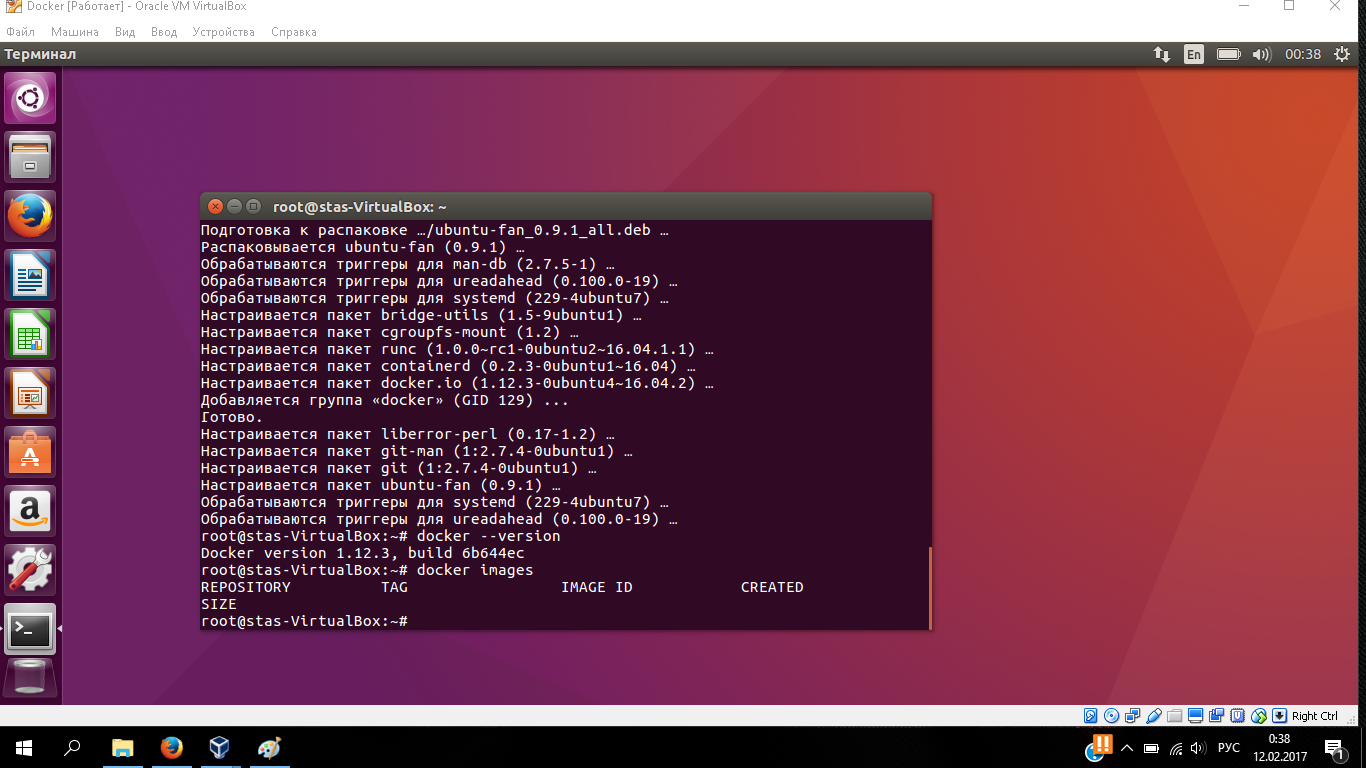 Docker [Работает] - Oracle VM VirtualBox
Файл Машина Вид Ввод Устройства Справка
Терминал En 00:38
root@stas-VirtualBox: ~
Подготовка к распаковке …/ubuntu-fan_0.9.1_all.deb …
Распаковывается ubuntu-fan (0.9.1) …
Обрабатываются триггеры для man-db (2.7.5-1) …
Обрабатываются триггеры для ureadahead (0.100.0-19) …
Обрабатываются триггеры для systemd (229-4ubuntu7) …
Настраивается пакет bridge-utils (1.5-9ubuntu1) …
Настраивается пакет cgroupfs-mount (1.2) …
Настраивается пакет runc (1.0.0~rc1-0ubuntu2~16.04.1.1) …
Настраивается пакет containerd (0.2.3-0ubuntu1~16.04) …
Настраивается пакет docker.io (1.12.3-0ubuntu4~16.04.2) …
Добавляется группа «docker» (GID 129) ...
Готово.
Настраивается пакет liberror-perl (0.17-1.2) …
Настраивается пакет git-man (1:2.7.4-0ubuntu1) …
Настраивается пакет git (1:2.7.4-0ubuntu1) …
Настраивается пакет ubuntu-fan (0.9.1) …
Обрабатываются триггеры для systemd (229-4ubuntu7) …
Обрабатываются триггеры для ureadahead (0.100.0-19) …
root@stas-VirtualBox:~# docker --version
Docker version 1.12.3, build 6b644ec
root@stas-VirtualBox:~# docker images
REPOSITORY TAG IMAGE ID CREATED
SIZE
root@stas-VirtualBox:~#
Right Ctrl
РУС
0:38
12.02.2017
1